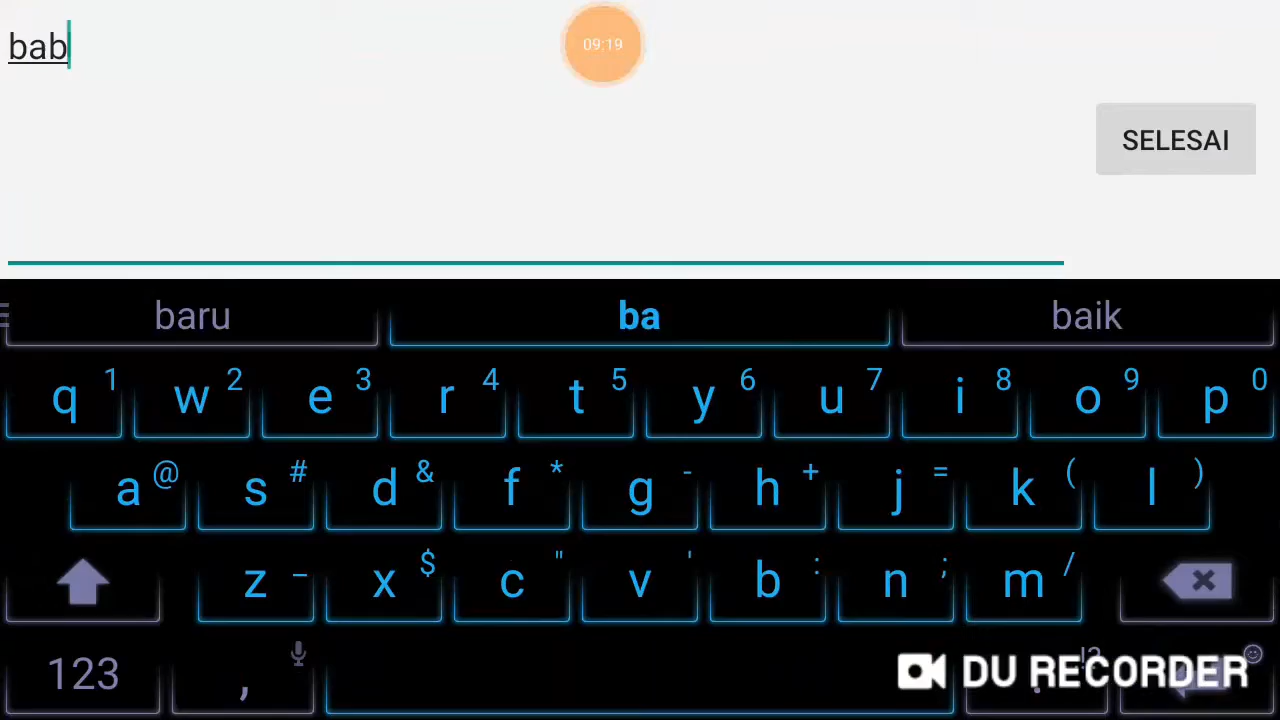 bab
09:19
SELESAI
baru ba baik
q 1 w 2 e 3 r 4 t 5 y 6 u 7 i 8 o 9 p 0
a @ s # d & f * g - h + j = k ( l )
z _ x $ c " v ' b : n ; m /
123 , . !?
DU RECORDER